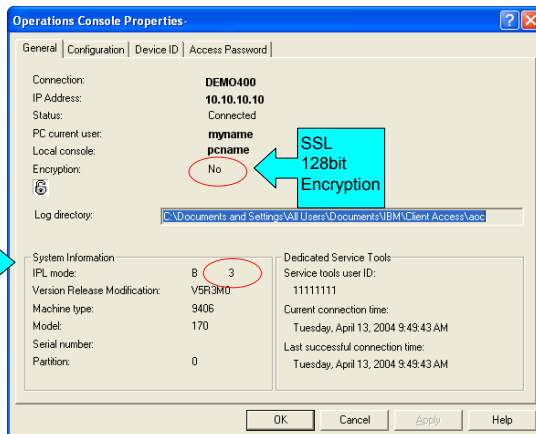 Operations Console Properties-
General Configuration Device ID Access Password
Connection: DEMO400
IP Address: 10.10.10.10
Status: Connected
PC current user: myname
Local console: pcname
Encryption: No
SSL
128bit
Encryption
Log directory: C:\Documents and Settings\All Users\Documents\IBM\Client Access\aoc
System Information
IPL mode: B 3
Version Release Modification: V5R3M0
Machine type: 9406
Model: 170
Serial number:
Partition: 0
Dedicated Service Tools
Service tools user ID:
11111111
Current connection time:
Tuesday, April 13, 2004 9:49:43 AM
Last successful connection time:
Tuesday, April 13, 2004 9:49:43 AM
OK Cancel Apply Help